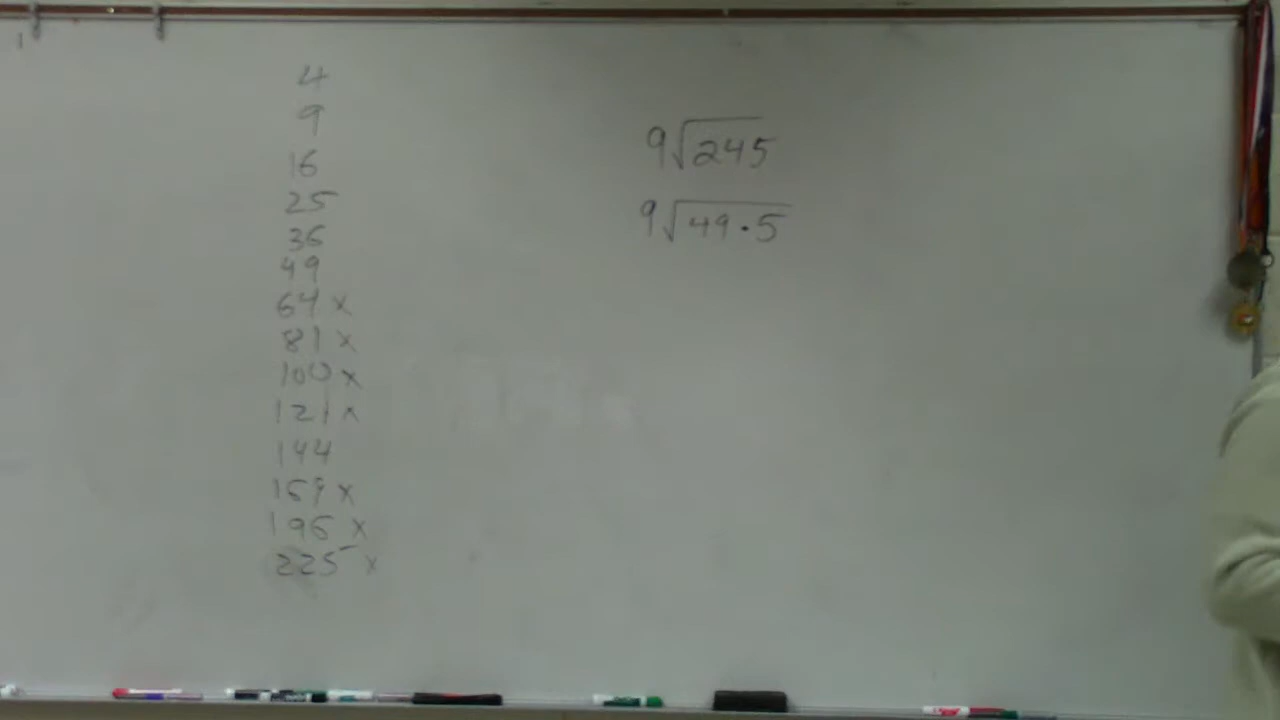 4
9
16
25
36
49
64 x
81 x
100 x
121 x
144
169 x
196 x
225 x
9√245
9√49·5